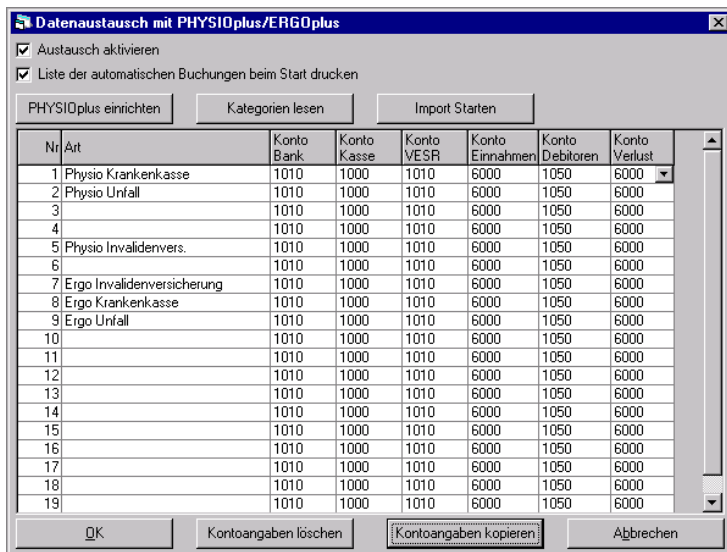 Datenaustausch mit PHYSIOplus/ERGOplus
Austausch aktivieren
Liste der automatischen Buchungen beim Start drucken
PHYSIOplus einrichten Kategorien lesen Import Starten
Nr Art Konto Bank Konto Kasse Konto VESR Konto Einnahmen Konto Debitoren Konto Verlust
1 Physio Krankenkasse 1010 1000 1010 6000 1050 6000
2 Physio Unfall 1010 1000 1010 6000 1050 6000
3 1010 1000 1010 6000 1050 6000
4 1010 1000 1010 6000 1050 6000
5 Physio Invalidenvers. 1010 1000 1010 6000 1050 6000
6 1010 1000 1010 6000 1050 6000
7 Ergo Invalidenversicherung 1010 1000 1010 6000 1050 6000
8 Ergo Krankenkasse 1010 1000 1010 6000 1050 6000
9 Ergo Unfall 1010 1000 1010 6000 1050 6000
10 1010 1000 1010 6000 1050 6000
11 1010 1000 1010 6000 1050 6000
12 1010 1000 1010 6000 1050 6000
13 1010 1000 1010 6000 1050 6000
14 1010 1000 1010 6000 1050 6000
15 1010 1000 1010 6000 1050 6000
16 1010 1000 1010 6000 1050 6000
17 1010 1000 1010 6000 1050 6000
18 1010 1000 1010 6000 1050 6000
19 1010 1000 1010 6000 1050 6000
OK Kontoangaben löschen Kontoangaben kopieren Abbrechen